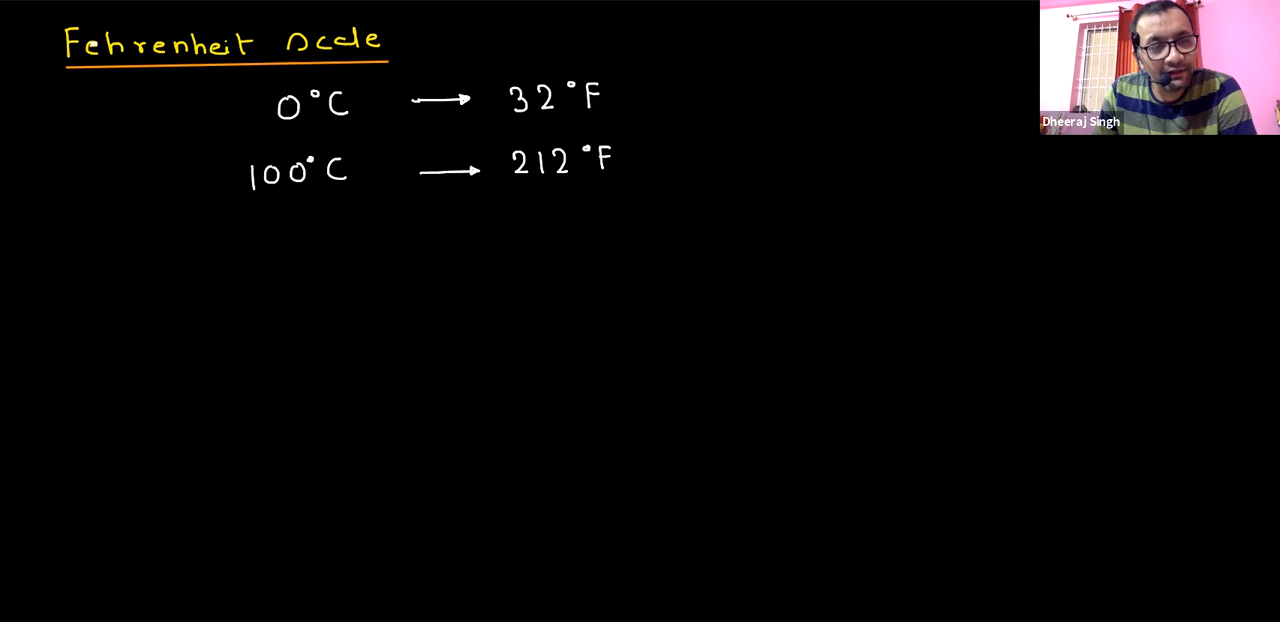 Fehrenheit scale
0°C → 32°F
100°C → 212°F
Dheeraj Singh